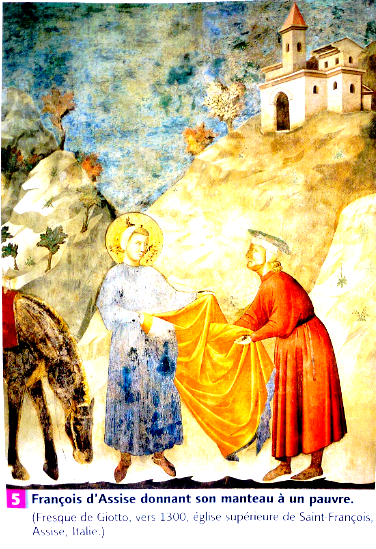 5 François d'Assise donnant son manteau à un pauvre.
(Fresque de Giotto, vers 1300, église supérieure de Saint-François,
Assise, Italie.)